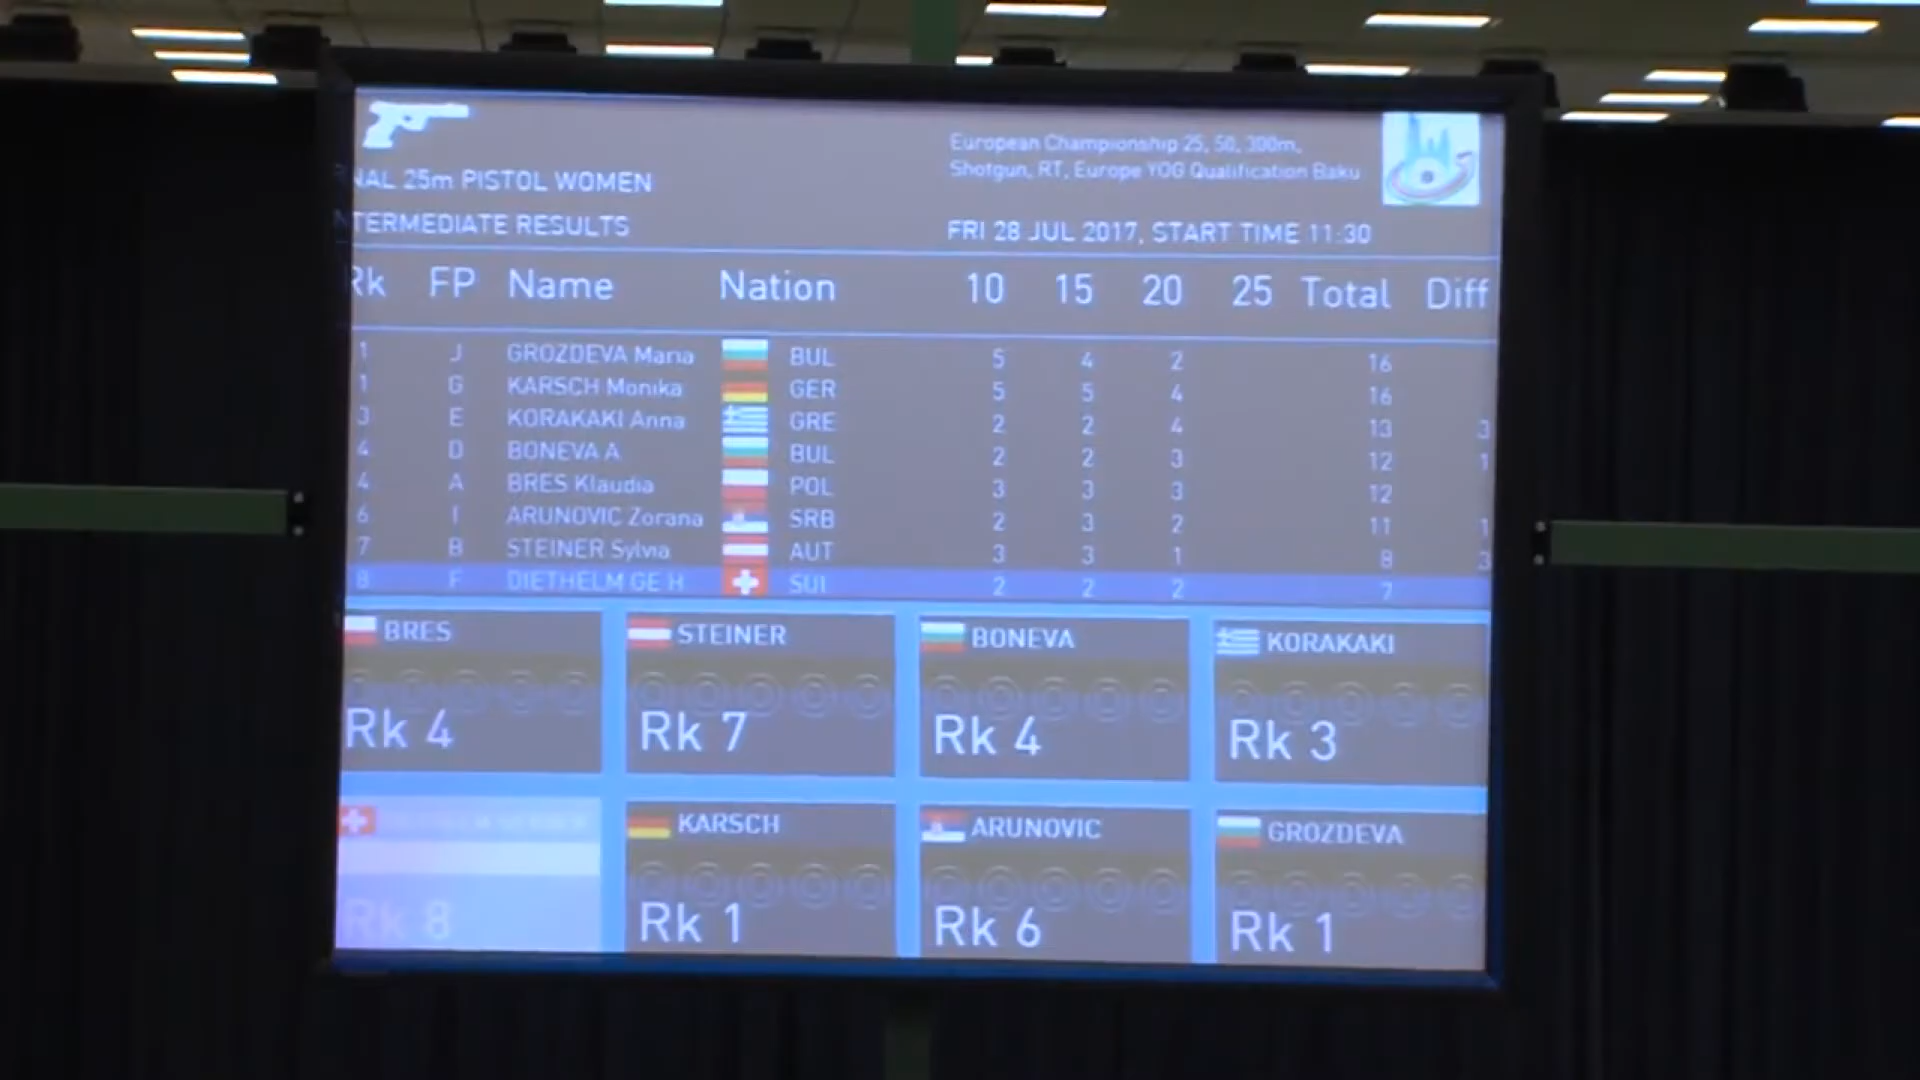 NAL 25m PISTOL WOMEN
NTERMEDIATE RESULTS
European Championship 25, 50, 300m,
Shotgun, RT, Europe YOG Qualification Baku
FRI 28 JUL 2017, START TIME 11:30
Rk FP Name Nation 10 15 20 25 Total Diff
1 J GROZDEVA Maria BUL 5 4 2 16
1 G KARSCH Monika GER 5 5 4 16
3 E KORAKAKI Anna GRE 2 2 4 13 3
4 D BONEVA A BUL 2 2 3 12 1
4 A BRES Klaudia POL 3 3 3 12
6 I ARUNOVIC Zorana SRB 2 3 2 11 1
7 B STEINER Sylvia AUT 3 3 1 8 3
8 F DIETHELM GE H SUI 2 2 2 7
BRES
Rk 4
STEINER
Rk 7
BONEVA
Rk 4
KORAKAKI
Rk 3
Rk 8
KARSCH
Rk 1
ARUNOVIC
Rk 6
GROZDEVA
Rk 1